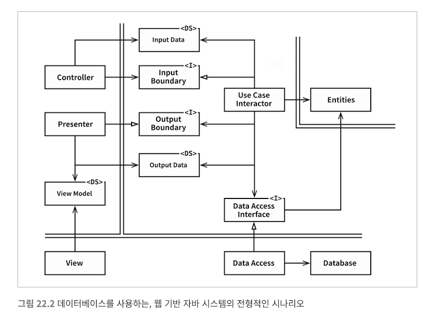 <DS>
Input Data
Controller
<I>
Input
Boundary
Use Case
Interactor
Entities
Presenter
<I>
Output
Boundary
<DS>
Output Data
<DS>
View Model
<I>
Data Access
Interface
View
Data Access
Database
그림 22.2 데이터베이스를 사용하는, 웹 기반 자바 시스템의 전형적인 시나리오